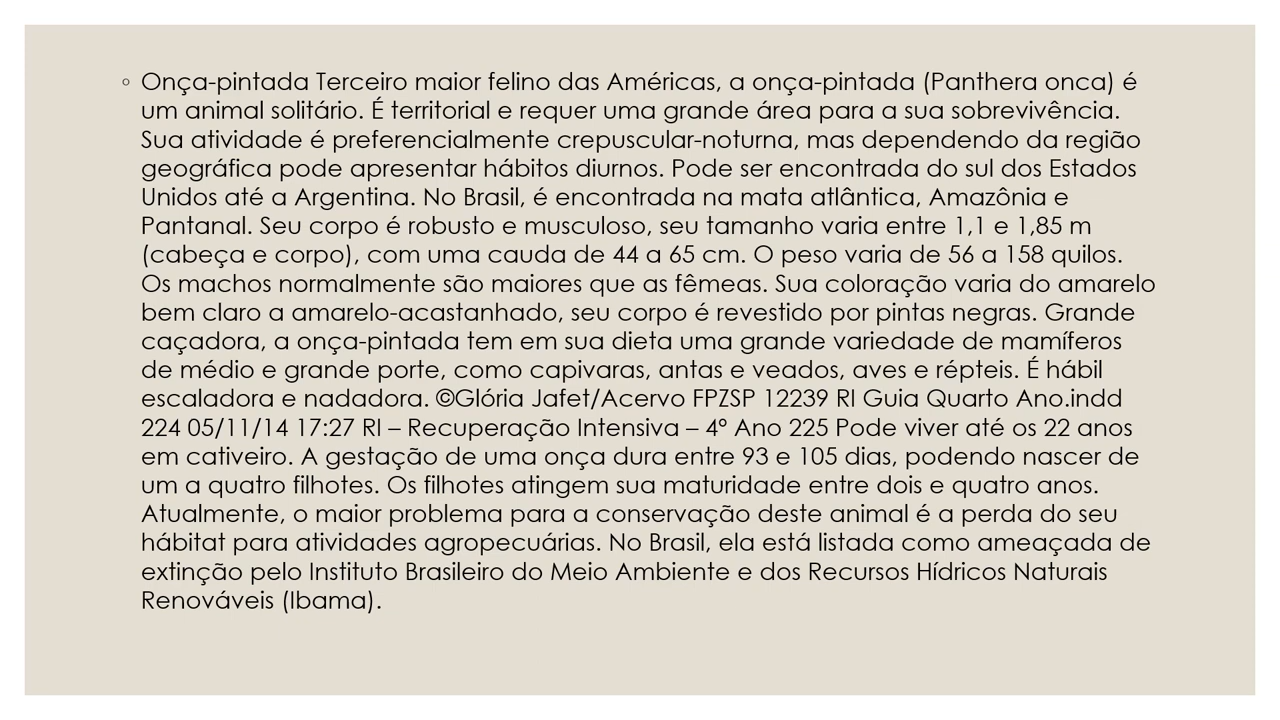 ◦ Onça-pintada Terceiro maior felino das Américas, a onça-pintada (Panthera onca) é
um animal solitário. É territorial e requer uma grande área para a sua sobrevivência.
Sua atividade é preferencialmente crepuscular-noturna, mas dependendo da região
geográfica pode apresentar hábitos diurnos. Pode ser encontrada do sul dos Estados
Unidos até a Argentina. No Brasil, é encontrada na mata atlântica, Amazônia e
Pantanal. Seu corpo é robusto e musculoso, seu tamanho varia entre 1,1 e 1,85 m
(cabeça e corpo), com uma cauda de 44 a 65 cm. O peso varia de 56 a 158 quilos.
Os machos normalmente são maiores que as fêmeas. Sua coloração varia do amarelo
bem claro a amarelo-acastanhado, seu corpo é revestido por pintas negras. Grande
caçadora, a onça-pintada tem em sua dieta uma grande variedade de mamíferos
de médio e grande porte, como capivaras, antas e veados, aves e répteis. É hábil
escaladora e nadadora. ©Glória Jafet/Acervo FPZSP 12239 RI Guia Quarto Ano.indd
224 05/11/14 17:27 RI – Recuperação Intensiva – 4º Ano 225 Pode viver até os 22 anos
em cativeiro. A gestação de uma onça dura entre 93 e 105 dias, podendo nascer de
um a quatro filhotes. Os filhotes atingem sua maturidade entre dois e quatro anos.
Atualmente, o maior problema para a conservação deste animal é a perda do seu
hábitat para atividades agropecuárias. No Brasil, ela está listada como ameaçada de
extinção pelo Instituto Brasileiro do Meio Ambiente e dos Recursos Hídricos Naturais
Renováveis (Ibama).